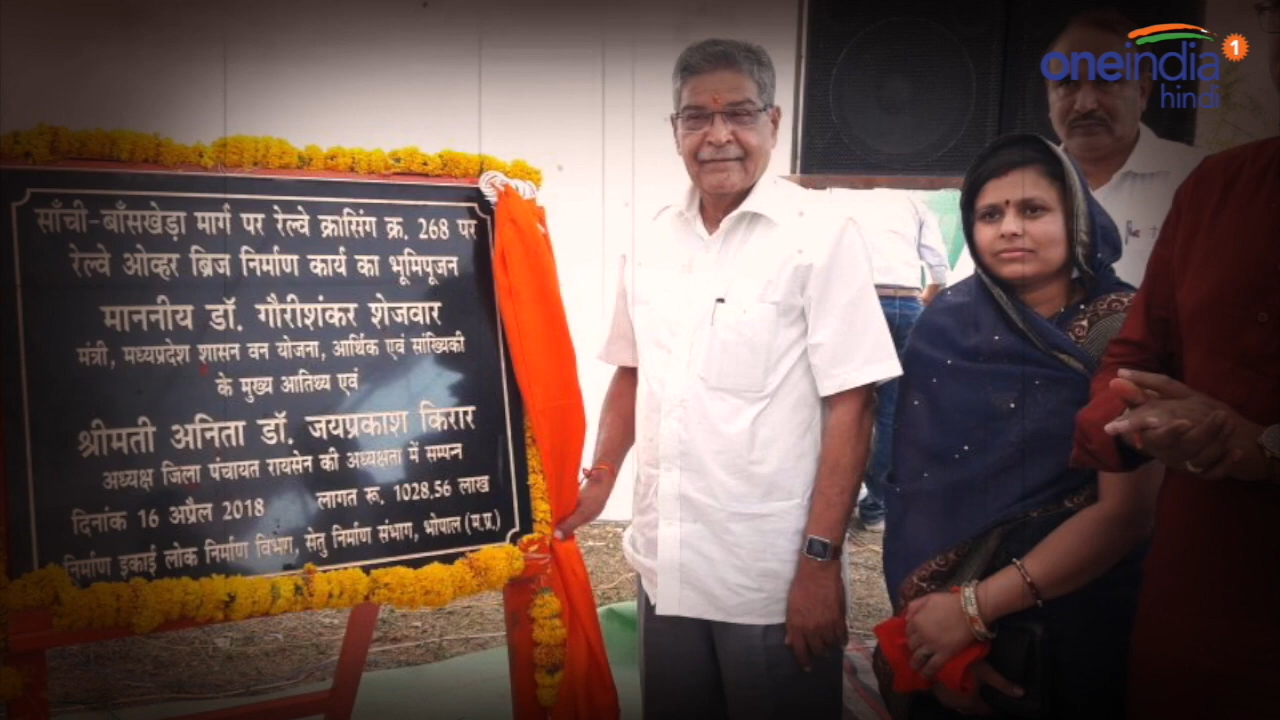 साँची-बाँसखेड़ा मार्ग पर रेल्वे क्रासिंग क्र. 268 पर
रेल्वे ओव्हर ब्रिज निर्माण कार्य का भूमिपूजन
माननीय डॉ. गौरीशंकर शेजवार
मंत्री, मध्यप्रदेश शासन वन योजना, आर्थिक एवं सांख्यिकी
के मुख्य आतिथ्य एवं
श्रीमती अनिता डॉ. जयप्रकाश किरार
अध्यक्ष जिला पंचायत रायसेन की अध्यक्षता में सम्पन्न
दिनांक 16 अप्रैल 2018 लागत रू. 1028.56 लाख
निर्माण इकाई लोक निर्माण विभाग, सेतु निर्माण संभाग, भोपाल (म.प्र.)
oneindia 1
hindi